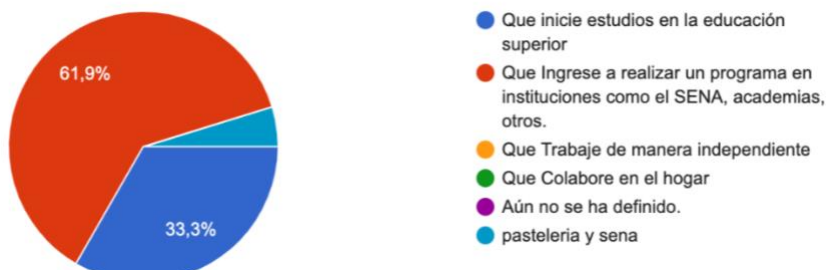 61,9%
33,3%
Que inicie estudios en la educación
superior
Que Ingrese a realizar un programa en
instituciones como el SENA, academias,
otros.
Que Trabaje de manera independiente
Que Colabore en el hogar
Aún no se ha definido.
pasteleria y sena